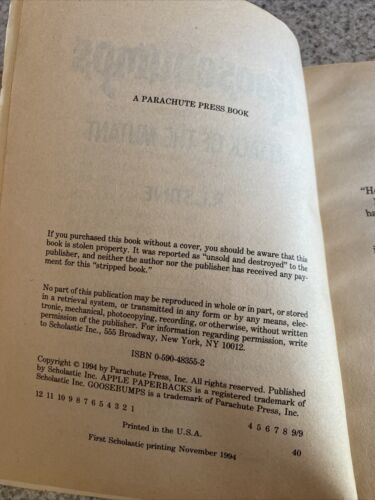 A PARACHUTE PRESS BOOK
If you purchased this book without a cover, you should be aware that this
book is stolen property. It was reported as "unsold and destroyed" to the
publisher, and neither the author nor the publisher has received any pay-
ment for this "stripped book."
No part of this publication may be reproduced in whole or in part, or stored
in a retrieval system, or transmitted in any form or by any means, elec-
tronic, mechanical, photocopying, recording, or otherwise, without written
permission of the publisher. For information regarding permission, write
to Scholastic Inc., 555 Broadway, New York, NY 10012.
ISBN 0-590-48355-2
Copyright © 1994 by Parachute Press, Inc. All rights reserved. Published
by Scholastic Inc. APPLE PAPERBACKS is a registered trademark of
Scholastic Inc. GOOSEBUMPS is a trademark of Parachute Press, Inc.
12 11 10 9 8 7 6 5 4 3 2 1 4 5 6 7 8 9/9
Printed in the U.S.A. 40
First Scholastic printing November 1994